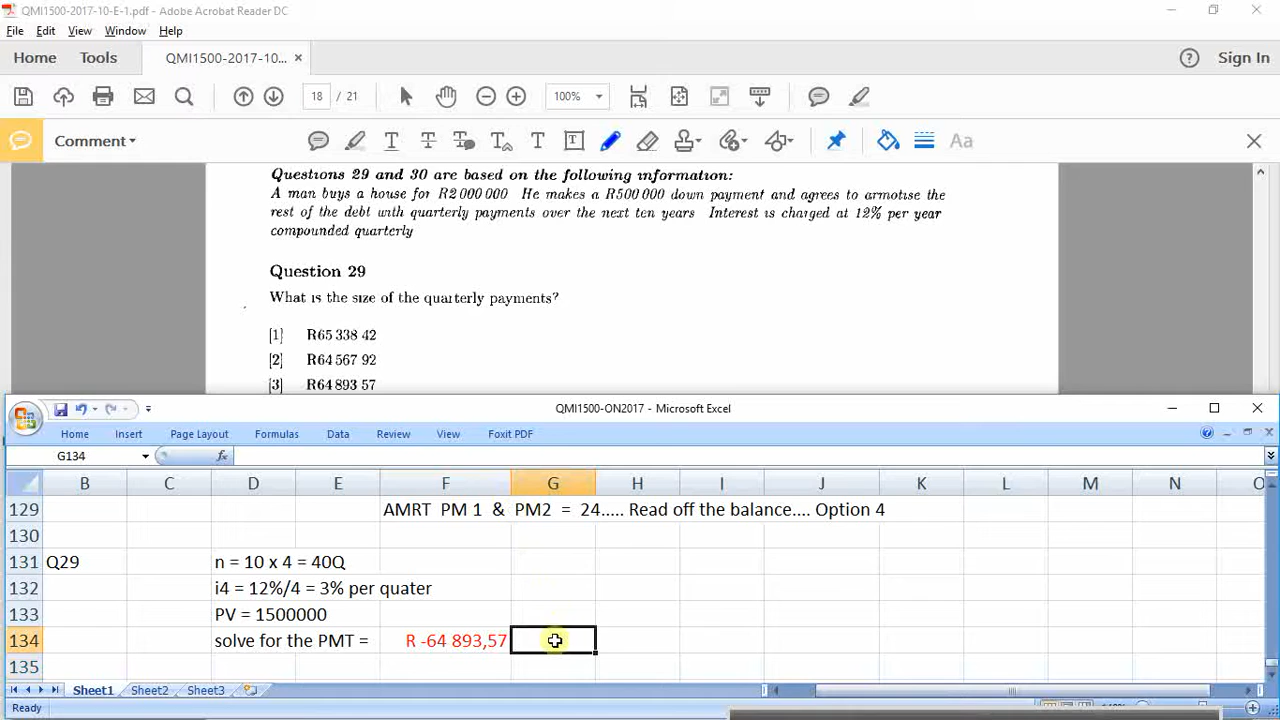 QMI1500-2017-10-E-1.pdf - Adobe Acrobat Reader DC
File Edit View Window Help
Home Tools QMI1500-2017-10... × Sign In
18 / 21 100%
Comment
Questions 29 and 30 are based on the following information:
A man buys a house for R2 000 000 He makes a R500 000 down payment and agrees to armotise the
rest of the debt with quarterly payments over the next ten years Interest is charged at 12% per year
compounded quarterly
Question 29
What is the size of the quarterly payments?
[1] R65 338 42
[2] R64 567 92
[3] R64 893 57
QMI1500-ON2017 - Microsoft Excel
Home Insert Page Layout Formulas Data Review View Foxit PDF
G134 fx
B C D E F G H I J K L M N O
129 AMRT PM 1 & PM2 = 24..... Read off the balance.... Option 4
130
131 Q29 n = 10 x 4 = 40Q
132 i4 = 12%/4 = 3% per quater
133 PV = 1500000
134 solve for the PMT = R -64 893,57
135
Sheet1 Sheet2 Sheet3
Ready